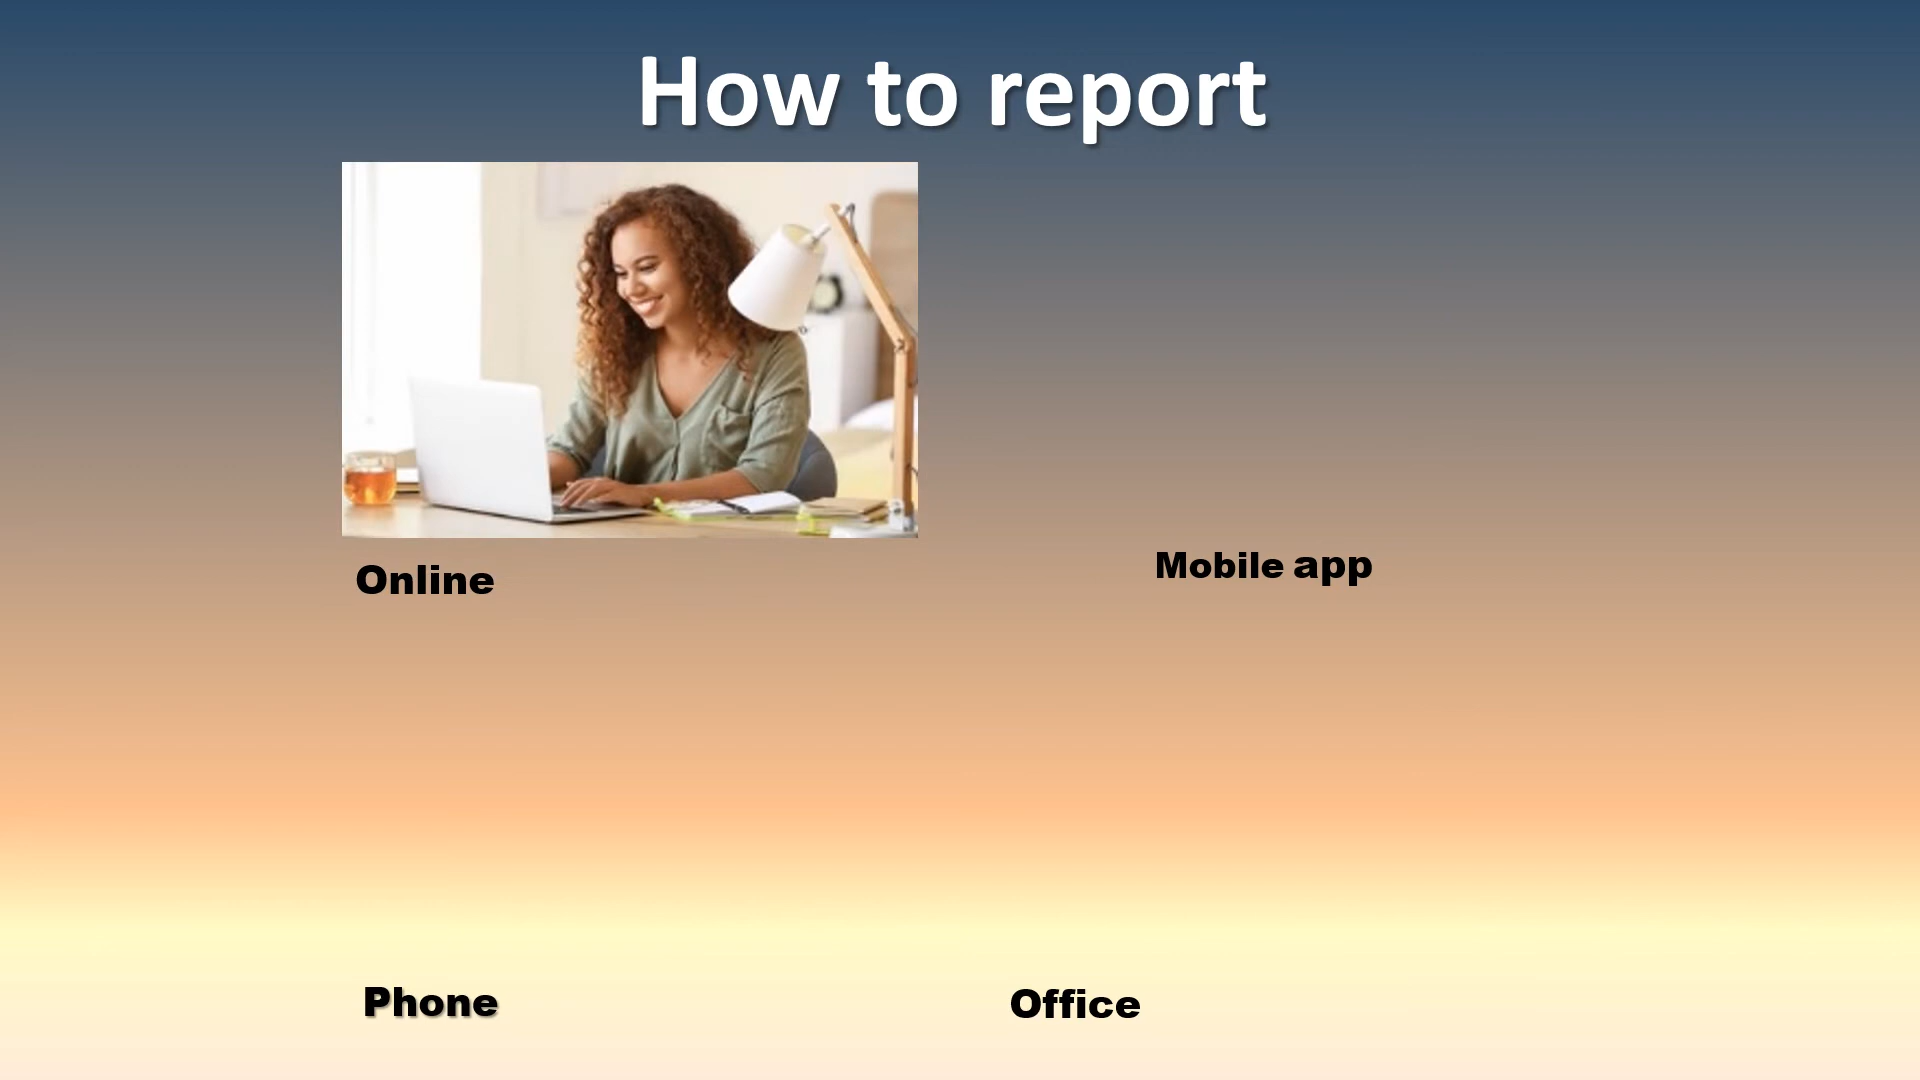 How to report
Online
Mobile app
Phone
Office